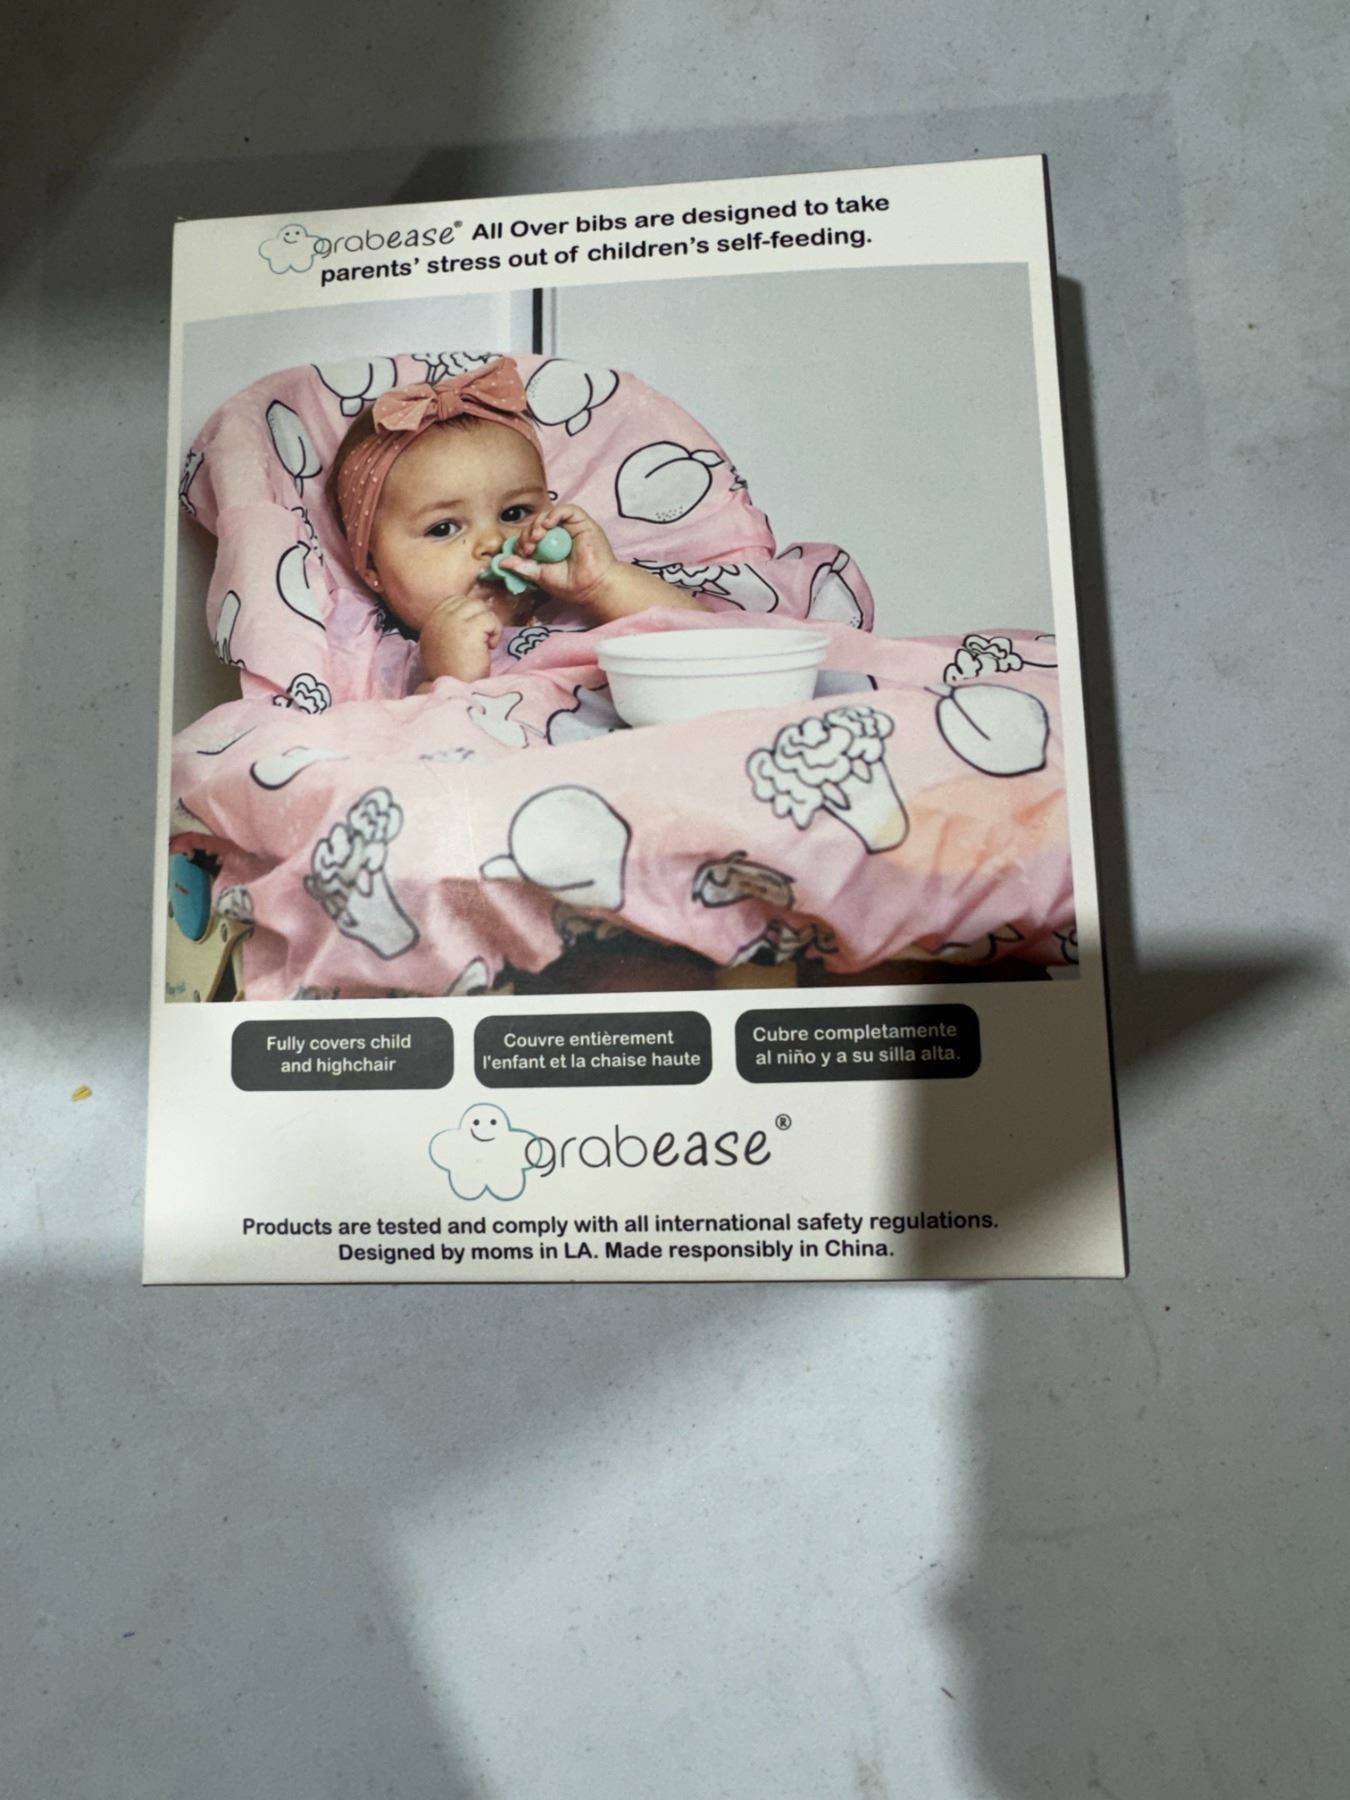 grabease® All Over bibs are designed to take
parents’ stress out of children’s self-feeding.
Fully covers child
and highchair
Couvre entièrement
l'enfant et la chaise haute
Cubre completamente
al niño y a su silla alta.
grabease®
Products are tested and comply with all international safety regulations.
Designed by moms in LA. Made responsibly in China.